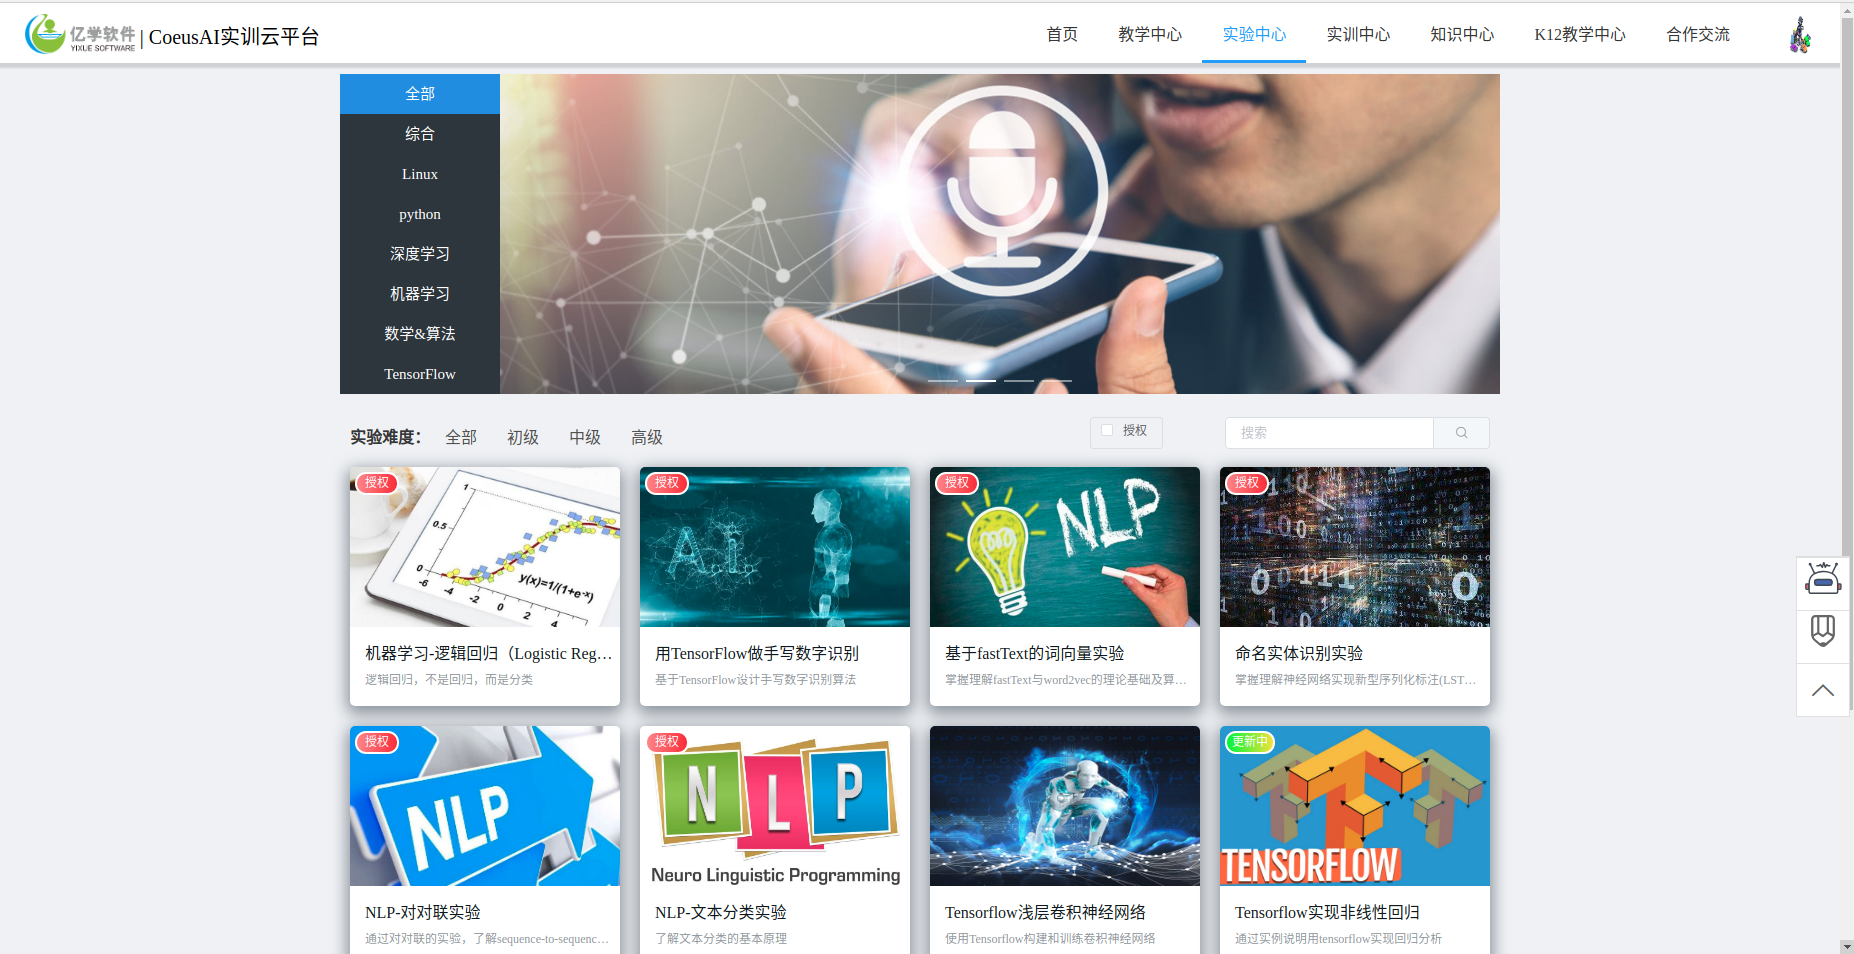 亿学软件
YIXUE SOFTWARE
| CoeusAI实训云平台
首页
教学中心
实验中心
实训中心
知识中心
K12教学中心
合作交流
全部
综合
Linux
python
深度学习
机器学习
数学&算法
TensorFlow
实验难度：
全部
初级
中级
高级
授权
搜索
授权
1
0.5
0
-6
-4
-2
0
2
4
y(x)=1/(1+e⁻ˣ)
机器学习-逻辑回归（Logistic Reg…
逻辑回归，不是回归，而是分类
授权
A.I.
用TensorFlow做手写数字识别
基于TensorFlow设计手写数字识别算法
授权
NLP
基于fastText的词向量实验
掌握理解fastText与word2vec的理论基础及算…
授权
命名实体识别实验
掌握理解神经网络实现新型序列化标注(LST…
授权
NLP
NLP-对对联实验
通过对对联的实验，了解sequence-to-sequenc…
授权
NLP
Neuro Linguistic Programming
NLP-文本分类实验
了解文本分类的基本原理
Tensorflow浅层卷积神经网络
使用Tensorflow构建和训练卷积神经网络
更新中
TENSORFLOW
Tensorflow实现非线性回归
通过实例说明用tensorflow实现回归分析